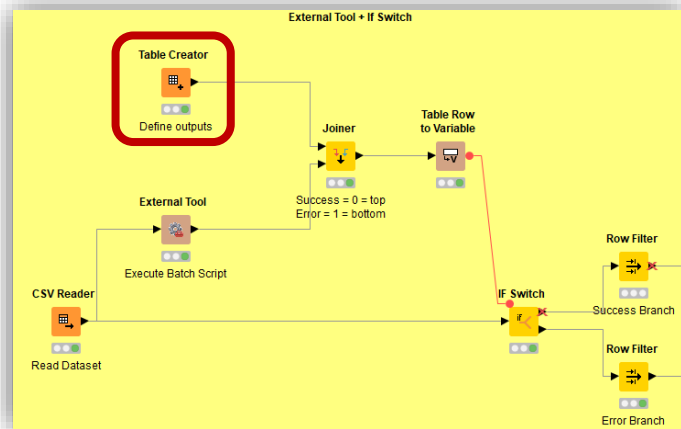 External Tool + If Switch
Table Creator
Define outputs
Joiner
Success = 0 = top
Error = 1 = bottom
Table Row
to Variable
External Tool
Execute Batch Script
CSV Reader
Read Dataset
IF Switch
Row Filter
Success Branch
Row Filter
Error Branch